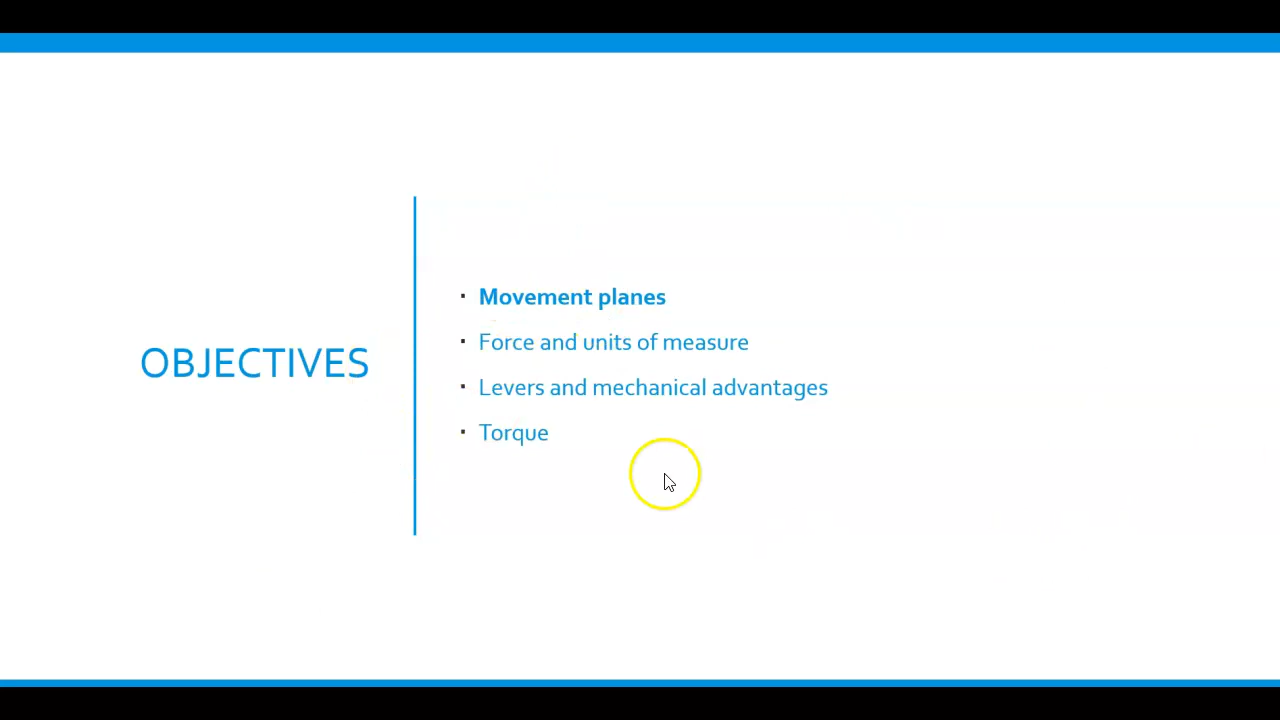 OBJECTIVES
▪ Movement planes
▪ Force and units of measure
▪ Levers and mechanical advantages
▪ Torque